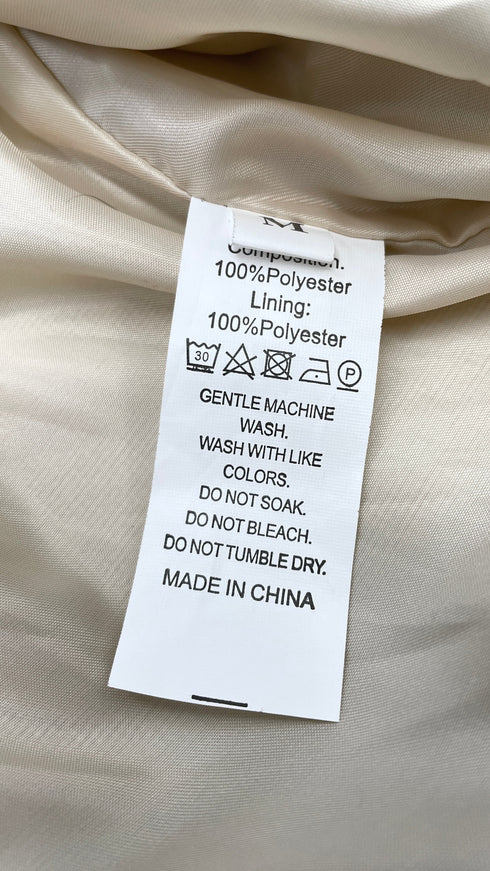 M
Composition:
100%Polyester
Lining:
100%Polyester
30 P
GENTLE MACHINE
WASH.
WASH WITH LIKE
COLORS.
DO NOT SOAK.
DO NOT BLEACH.
DO NOT TUMBLE DRY.
MADE IN CHINA